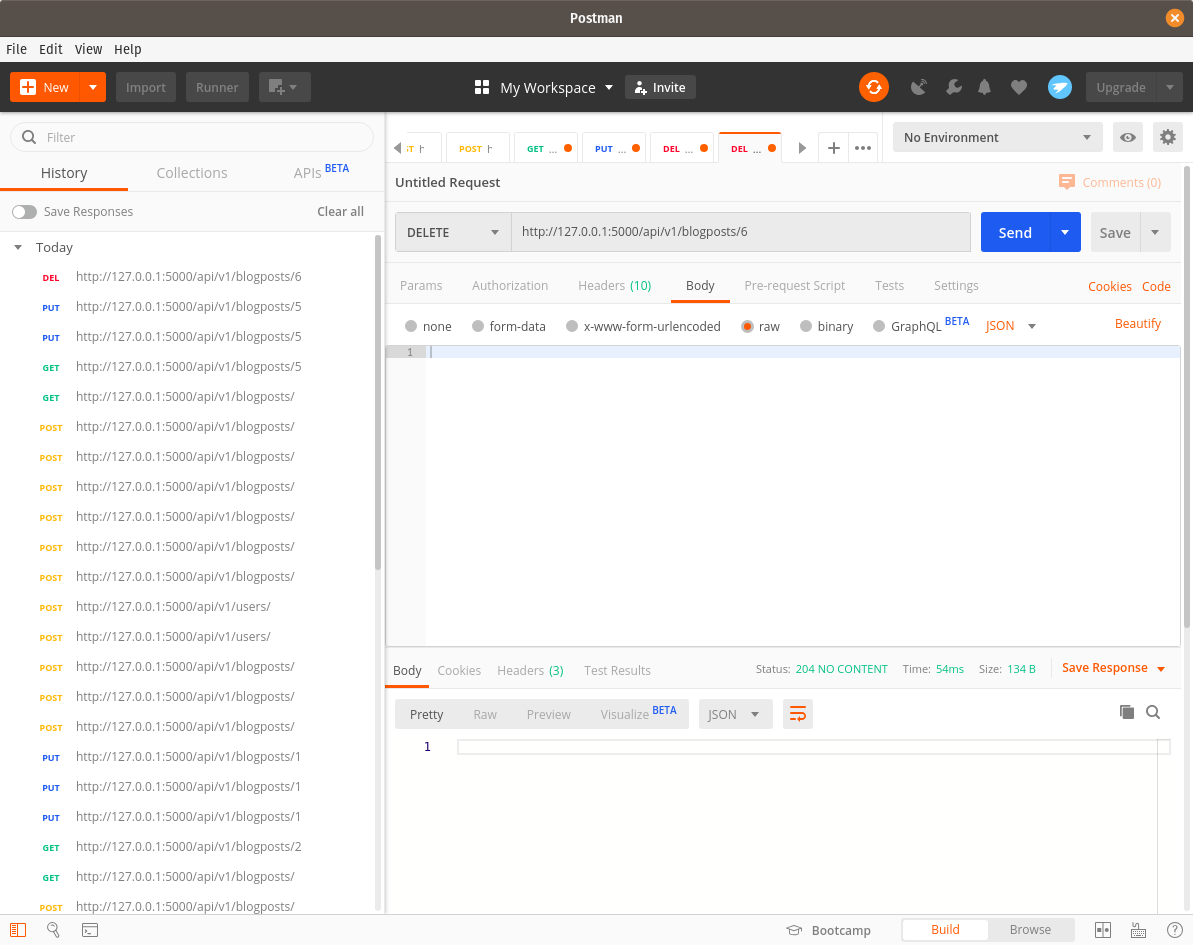 Postman
File Edit View Help
New Import Runner My Workspace Invite Upgrade
Filter
History Collections APIs BETA
Save Responses Clear all
Today
DEL http://127.0.0.1:5000/api/v1/blogposts/6
PUT http://127.0.0.1:5000/api/v1/blogposts/5
PUT http://127.0.0.1:5000/api/v1/blogposts/5
GET http://127.0.0.1:5000/api/v1/blogposts/5
GET http://127.0.0.1:5000/api/v1/blogposts/
POST http://127.0.0.1:5000/api/v1/blogposts/
POST http://127.0.0.1:5000/api/v1/blogposts/
POST http://127.0.0.1:5000/api/v1/blogposts/
POST http://127.0.0.1:5000/api/v1/blogposts/
POST http://127.0.0.1:5000/api/v1/blogposts/
POST http://127.0.0.1:5000/api/v1/blogposts/
POST http://127.0.0.1:5000/api/v1/users/
POST http://127.0.0.1:5000/api/v1/users/
POST http://127.0.0.1:5000/api/v1/blogposts/
POST http://127.0.0.1:5000/api/v1/blogposts/
POST http://127.0.0.1:5000/api/v1/blogposts/
PUT http://127.0.0.1:5000/api/v1/blogposts/1
PUT http://127.0.0.1:5000/api/v1/blogposts/1
PUT http://127.0.0.1:5000/api/v1/blogposts/1
GET http://127.0.0.1:5000/api/v1/blogposts/2
GET http://127.0.0.1:5000/api/v1/blogposts/
POST http://127.0.0.1:5000/api/v1/blogposts/
POST GET ... PUT ... DEL ... DEL ... No Environment
Untitled Request Comments (0)
DELETE http://127.0.0.1:5000/api/v1/blogposts/6 Send Save
Params Authorization Headers (10) Body Pre-request Script Tests Settings Cookies Code
none form-data x-www-form-urlencoded raw binary GraphQL BETA JSON Beautify
1
Body Cookies Headers (3) Test Results Status: 204 NO CONTENT Time: 54ms Size: 134 B Save Response
Pretty Raw Preview Visualize BETA JSON
1
Bootcamp Build Browse